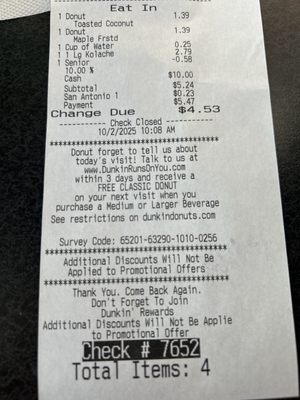 Eat In
1 Donut 1.39
Toasted Coconut
1 Donut 1.39
Maple Frstd
1 Cup of Water 0.25
1 1 Lg Kolache 2.79
1 Senior -0.58
10.00 %
Cash $10.00
Subtotal $5.24
San Antonio 1 $0.23
Payment $5.47
Change Due $4.53
----------- Check Closed -----------
10/2/2025 10:08 AM
************************************
Donut forget to tell us about
today's visit! Talk to us at
www.DunkinRunsOnYou.com
within 3 days and receive a
FREE CLASSIC DONUT
on your next visit when you
purchase a Medium or Larger Beverage
See restrictions on dunkindonuts.com
Survey Code: 65201-63290-1010-0256
************************************
Additional Discounts Will Not Be
Applied to Promotional Offers
************************************
Thank You. Come Back Again.
Don't Forget To Join
Dunkin' Rewards
Additional Discounts Will Not Be Applie
to Promotional Offer
Check # 7652
Total Items: 4